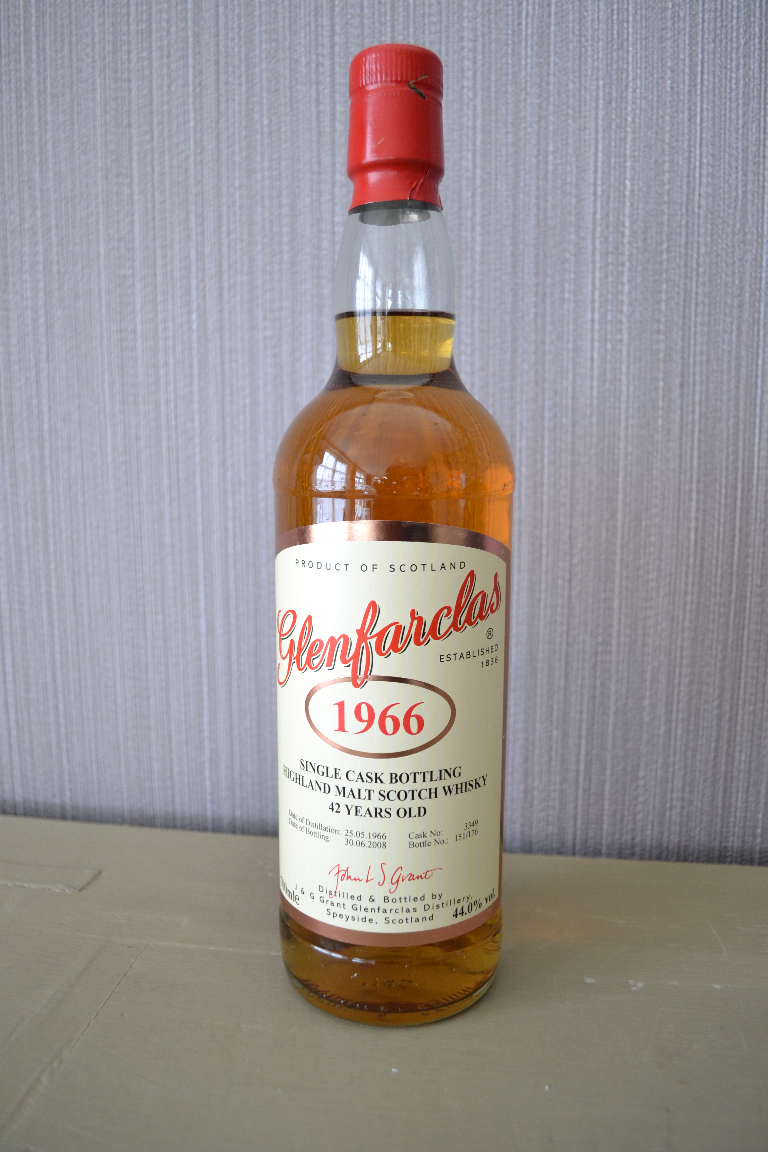 PRODUCT OF SCOTLAND
Glenfarclas
®
ESTABLISHED
1836
1966
SINGLE CASK BOTTLING
HIGHLAND MALT SCOTCH WHISKY
42 YEARS OLD
Date of Distillation: 25.05.1966 Cask No: 3349
Date of Bottling: 30.06.2008 Bottle No.: 151/176
John L S Grant
Distilled & Bottled by
J & G Grant Glenfarclas Distillery,
Speyside, Scotland
44.0% vol